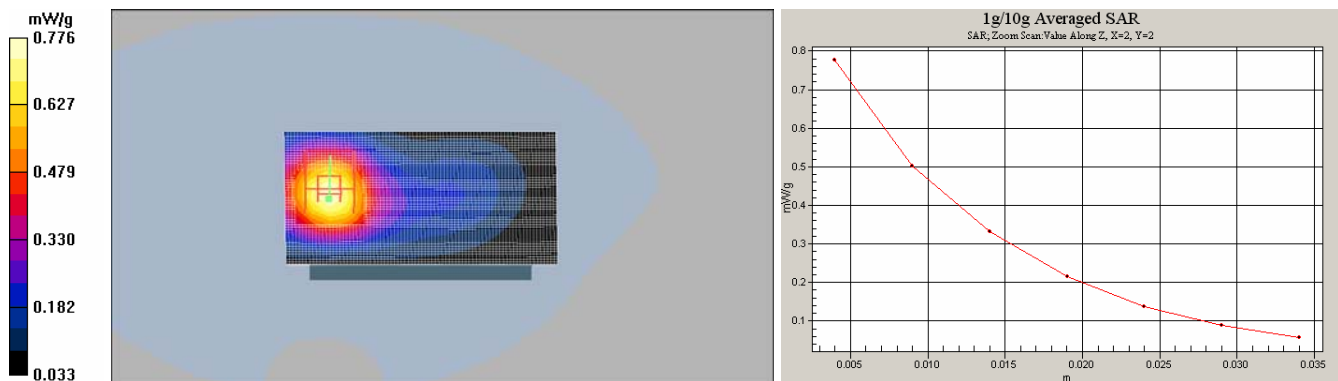 mW/g
0.776
0.627
0.479
0.330
0.182
0.033
1g/10g Averaged SAR
SAR; Zoom Scan:Value Along Z, X=2, Y=2
0.8
0.7
0.6
0.5
0.4
0.3
0.2
0.1
mW/g
0.005 0.010 0.015 0.020 0.025 0.030 0.035
m